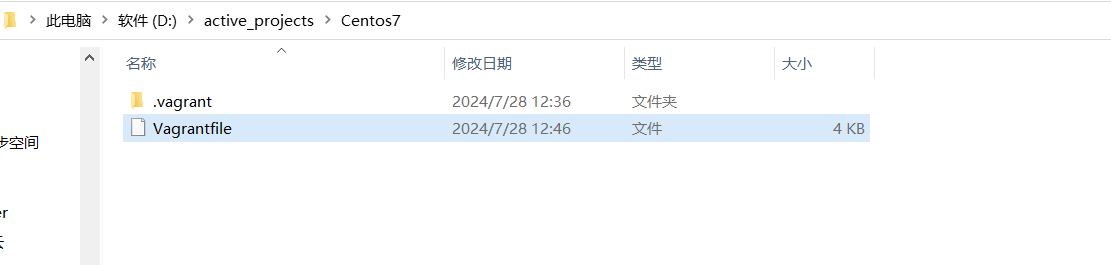 此电脑 > 软件 (D:) > active_projects > Centos7
名称 修改日期 类型 大小
.vagrant 2024/7/28 12:36 文件夹
Vagrantfile 2024/7/28 12:46 文件 4 KB
步空间
er